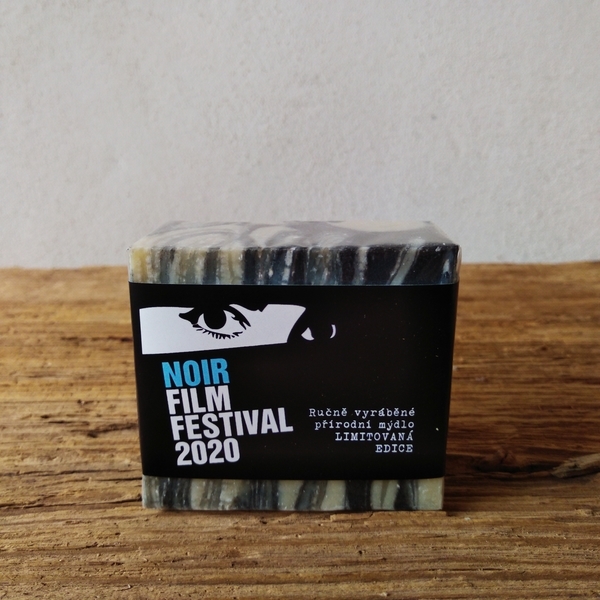 NOIR
FILM
FESTIVAL
2020
Ručně vyráběné
přírodní mýdlo
LIMITOVANÁ
EDICE